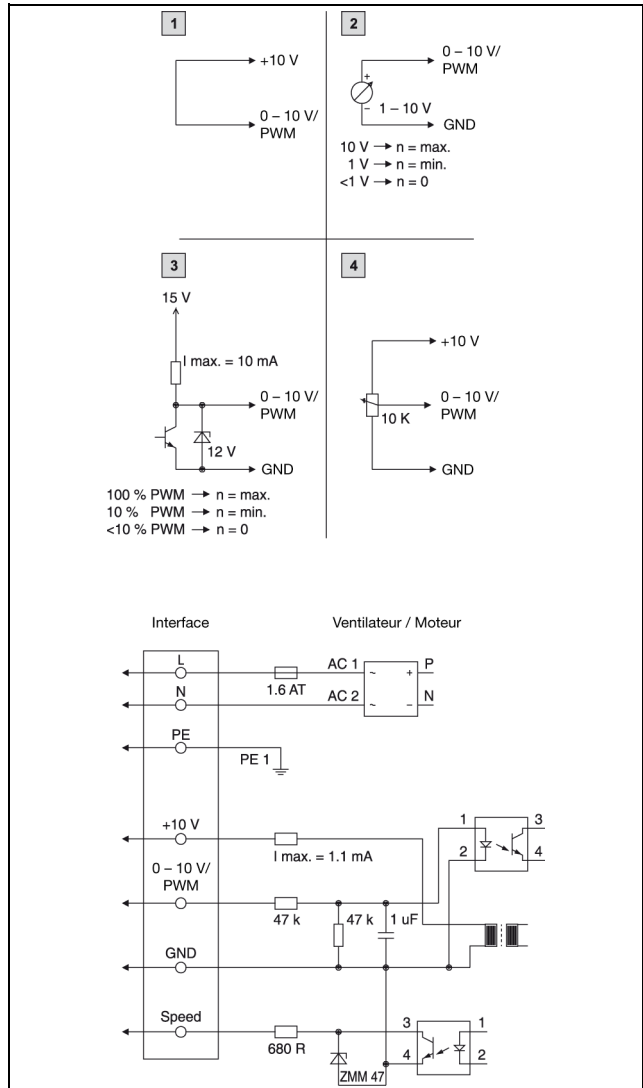 1
+10 V
0 – 10 V/
PWM
2
0 – 10 V/
PWM
+
–
1 – 10 V
GND
10 V → n = max.
1 V → n = min.
<1 V → n = 0
3
15 V
I max. = 10 mA
0 – 10 V/
PWM
12 V
GND
100 % PWM → n = max.
10 % PWM → n = min.
<10 % PWM → n = 0
4
+10 V
0 – 10 V/
PWM
10 K
GND
Interface
Ventilateur / Moteur
L
1.6 AT
AC 1
~ +
P
N
AC 2
~ –
N
PE
PE 1
+10 V
I max. = 1.1 mA
1
2
3
4
0 – 10 V/
PWM
47 k
47 k
1 uF
GND
Speed
680 R
ZMM 47
3
4
1
2